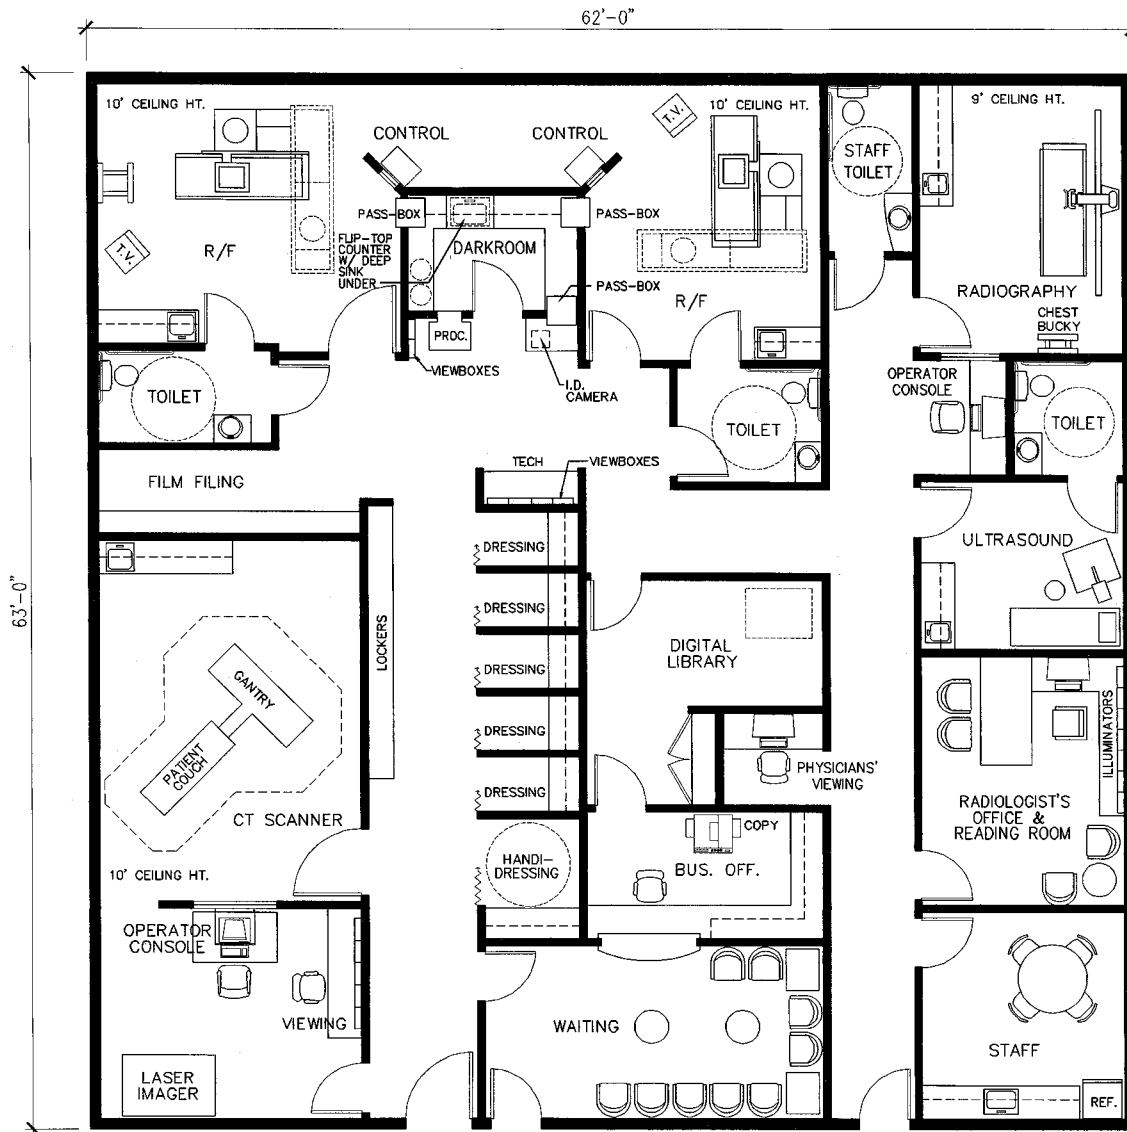 62'-0"
63'-0"
10' CEILING HT.
CONTROL
CONTROL
T.V.
10' CEILING HT.
STAFF
TOILET
9' CEILING HT.
PASS-BOX
PASS-BOX
T.V.
R/F
FLIP-TOP
COUNTER
W/ DEEP
SINK
UNDER
DARKROOM
PASS-BOX
R/F
RADIOGRAPHY
CHEST
BUCKY
PROC.
VIEWBOXES
I.D.
CAMERA
OPERATOR
CONSOLE
TOILET
TOILET
TOILET
FILM FILING
TECH
VIEWBOXES
DRESSING
ULTRASOUND
DRESSING
LOCKERS
DIGITAL
LIBRARY
DRESSING
GANTRY
PATIENT
COUCH
DRESSING
ILLUMINATORS
PHYSICIANS'
VIEWING
DRESSING
CT SCANNER
COPY
RADIOLOGIST'S
OFFICE &
READING ROOM
10' CEILING HT.
HANDI-
DRESSING
BUS. OFF.
OPERATOR
CONSOLE
VIEWING
WAITING
STAFF
LASER
IMAGER
REF.